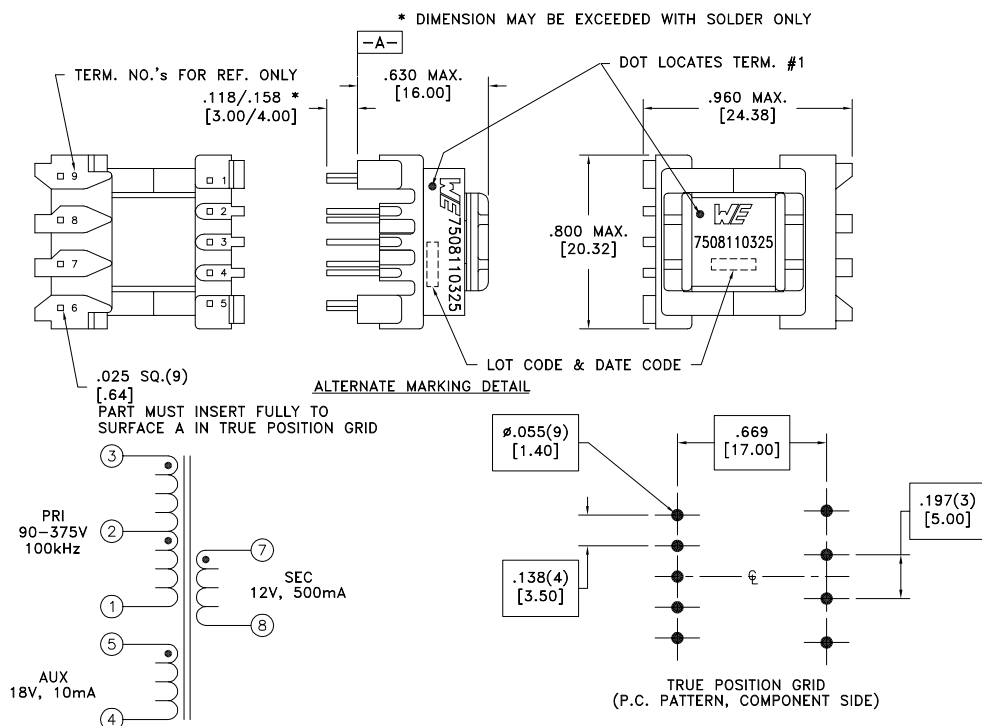 * DIMENSION MAY BE EXCEEDED WITH SOLDER ONLY
-A-
TERM. NO.'s FOR REF. ONLY
.118/.158 *
[3.00/4.00]
.630 MAX.
[16.00]
DOT LOCATES TERM. #1
.960 MAX.
[24.38]
9
8
7
6
1
2
3
4
5
WE
7508110325
.800 MAX.
[20.32]
WE
7508110325
LOT CODE & DATE CODE
ALTERNATE MARKING DETAIL
.025 SQ.(9)
[.64]
PART MUST INSERT FULLY TO
SURFACE A IN TRUE POSITION GRID
3
PRI
90-375V
100kHz
2
1
5
AUX
18V, 10mA
4
7
SEC
12V, 500mA
8
ø.055(9)
[1.40]
.669
[17.00]
.197(3)
[5.00]
.138(4)
[3.50]
℄
TRUE POSITION GRID
(P.C. PATTERN, COMPONENT SIDE)